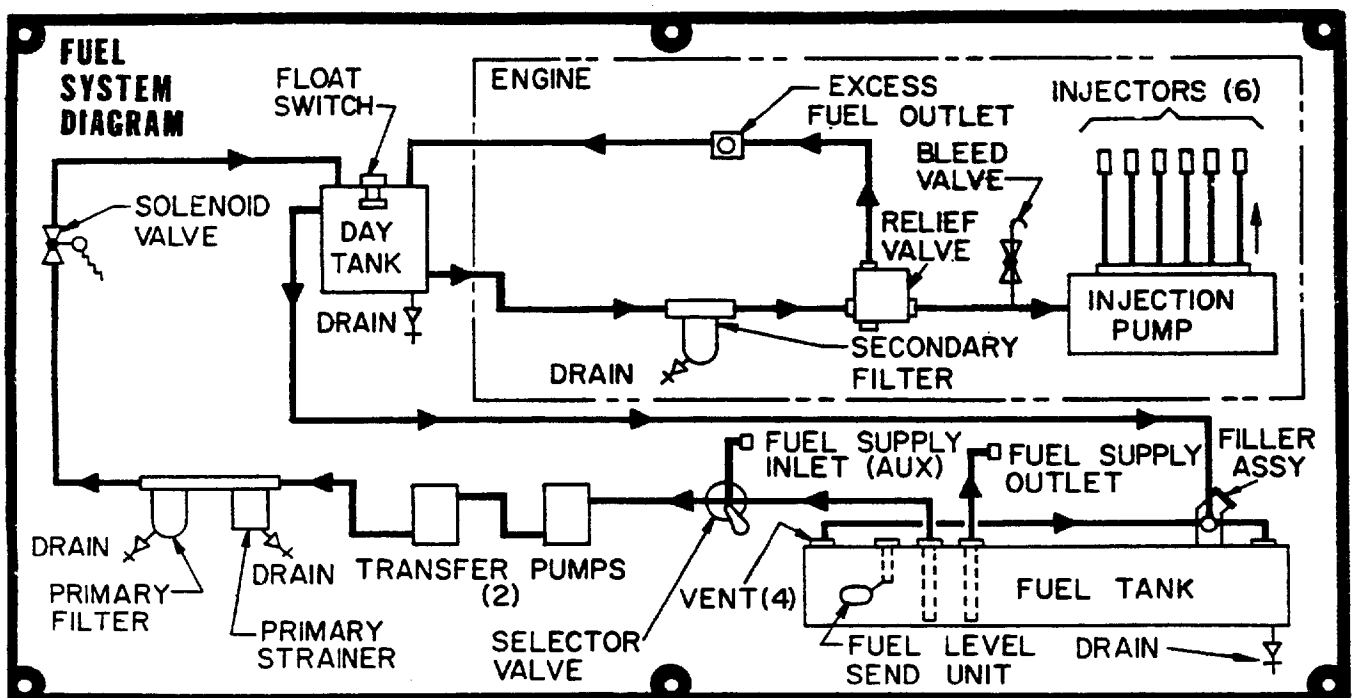 FUEL
SYSTEM
DIAGRAM
FLOAT
SWITCH
ENGINE
EXCESS
FUEL OUTLET
INJECTORS (6)
BLEED
VALVE
SOLENOID
VALVE
DAY
TANK
RELIEF
VALVE
DRAIN
INJECTION
PUMP
SECONDARY
FILTER
DRAIN
FUEL SUPPLY
INLET (AUX)
FUEL SUPPLY
OUTLET
FILLER
ASSY
DRAIN
DRAIN
TRANSFER PUMPS
(2)
PRIMARY
FILTER
PRIMARY
STRAINER
SELECTOR
VALVE
VENT (4)
FUEL TANK
FUEL LEVEL
SEND UNIT
DRAIN